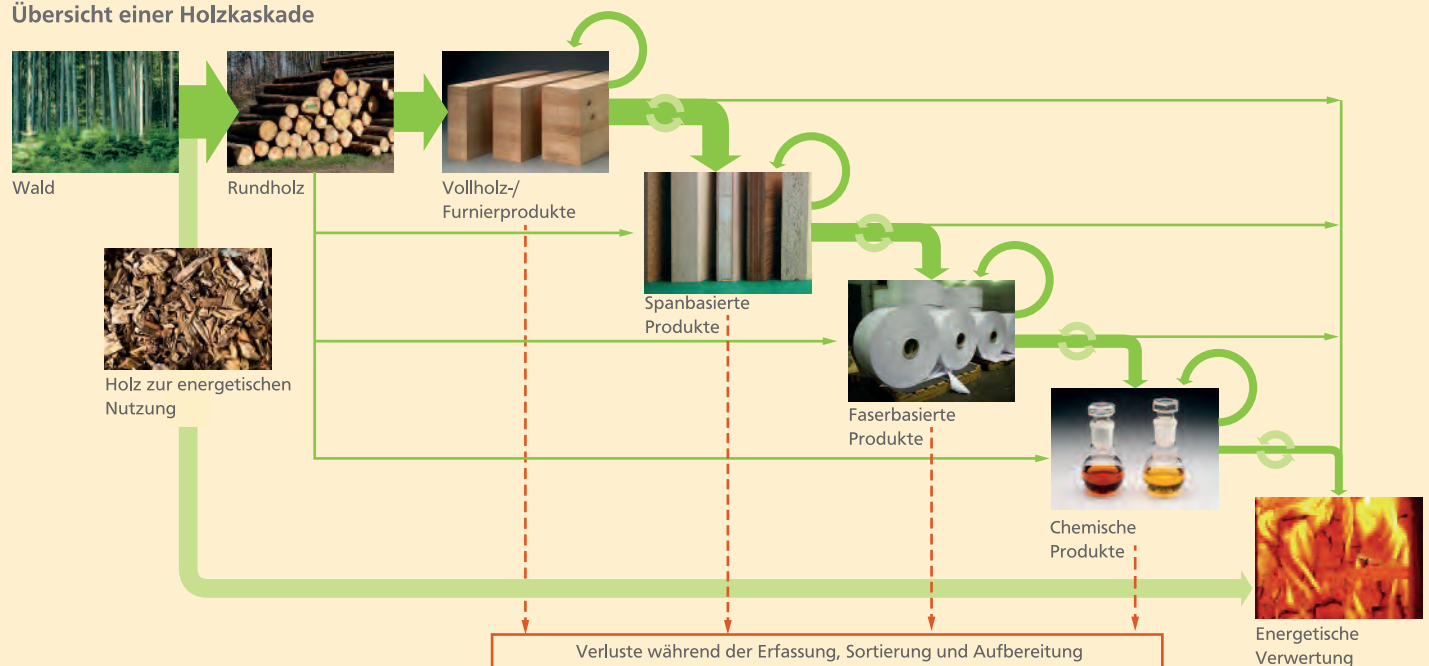 Übersicht einer Holzkaskade
Wald
Rundholz
Vollholz-/
Furnierprodukte
Holz zur energetischen
Nutzung
Spanbasierte
Produkte
Faserbasierte
Produkte
Chemische
Produkte
Energetische
Verwertung
Verluste während der Erfassung, Sortierung und Aufbereitung